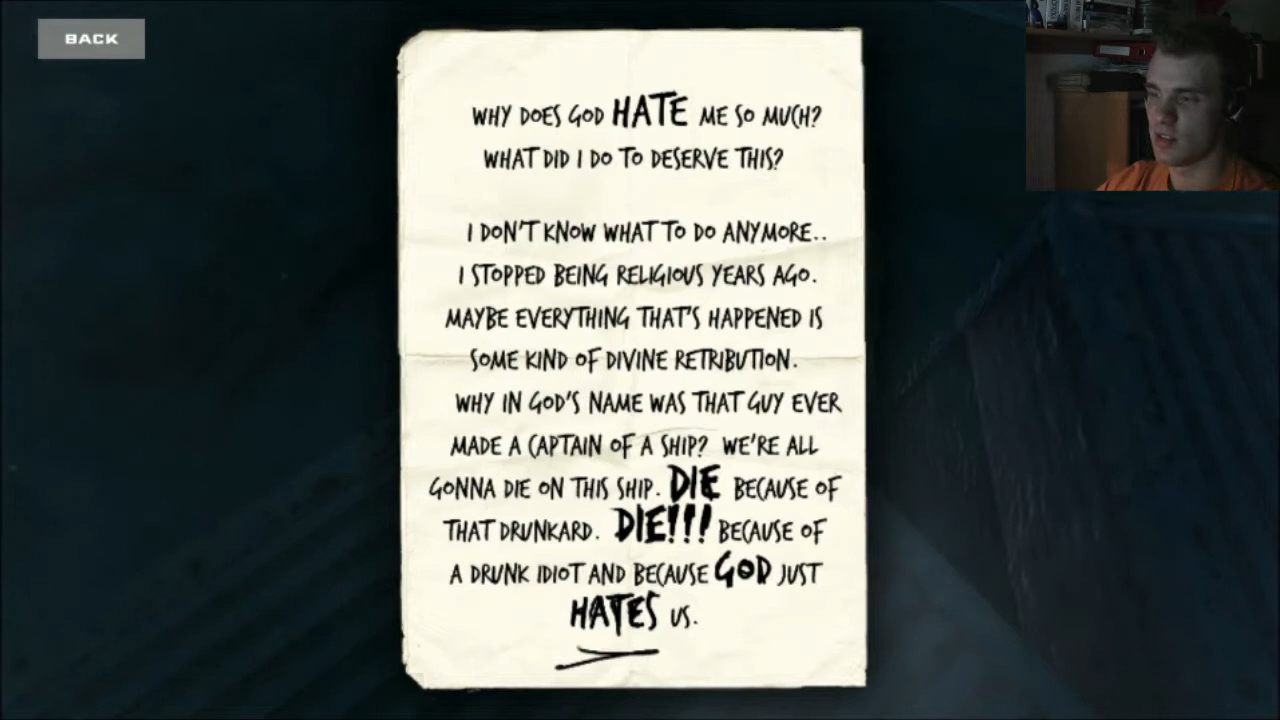 BACK
WHY DOES GOD HATE ME SO MUCH?
WHAT DID I DO TO DESERVE THIS?
I DON'T KNOW WHAT TO DO ANYMORE..
I STOPPED BEING RELIGIOUS YEARS AGO.
MAYBE EVERYTHING THAT'S HAPPENED IS
SOME KIND OF DIVINE RETRIBUTION.
WHY IN GOD'S NAME WAS THAT GUY EVER
MADE A CAPTAIN OF A SHIP? WE'RE ALL
GONNA DIE ON THIS SHIP. DIE BECAUSE OF
THAT DRUNKARD. DIE!!! BECAUSE OF
A DRUNK IDIOT AND BECAUSE GOD JUST
HATES US.